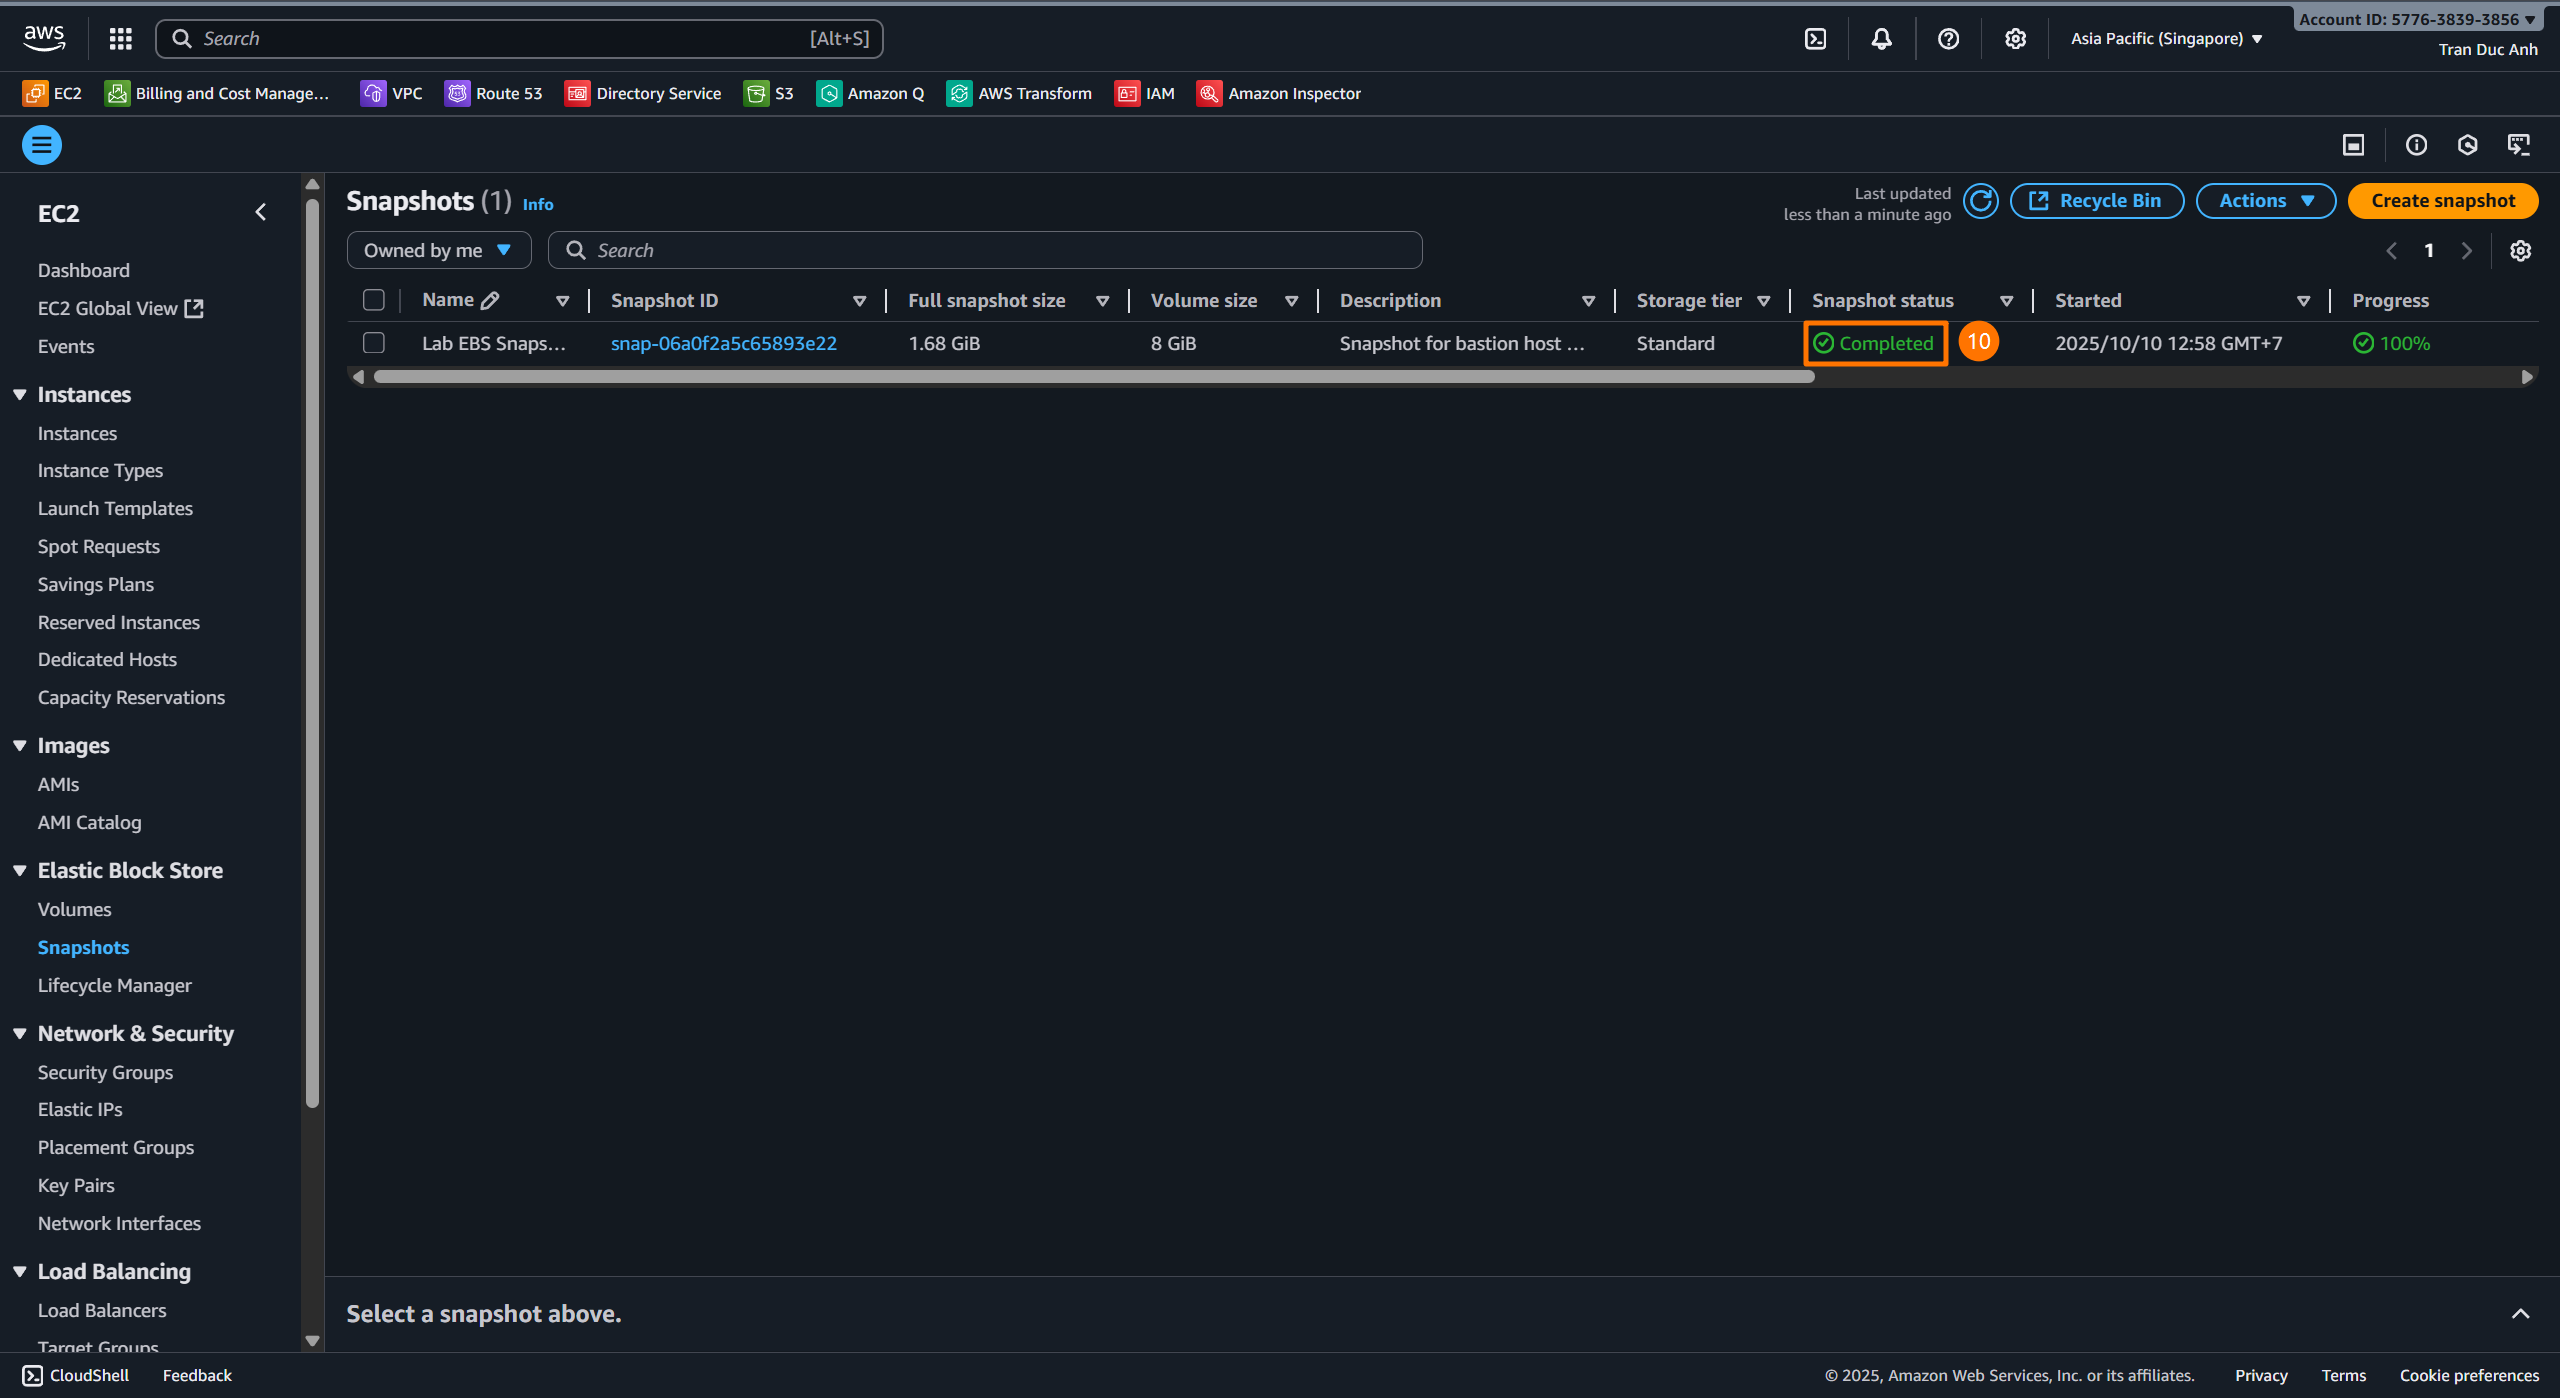 aws
Search
[Alt+S]
Asia Pacific (Singapore)
Account ID: 5776-3839-3856
Tran Duc Anh
EC2
Billing and Cost Manage...
VPC
Route 53
Directory Service
S3
Amazon Q
AWS Transform
IAM
Amazon Inspector
EC2
Dashboard
EC2 Global View
Events
Instances
Instances
Instance Types
Launch Templates
Spot Requests
Savings Plans
Reserved Instances
Dedicated Hosts
Capacity Reservations
Images
AMIs
AMI Catalog
Elastic Block Store
Volumes
Snapshots
Lifecycle Manager
Network & Security
Security Groups
Elastic IPs
Placement Groups
Key Pairs
Network Interfaces
Load Balancing
Load Balancers
Target Groups
Snapshots (1) Info
Last updated
less than a minute ago
Recycle Bin
Actions
Create snapshot
Owned by me
Search
1
Name
Snapshot ID
Full snapshot size
Volume size
Description
Storage tier
Snapshot status
Started
Progress
Lab EBS Snaps...
snap-06a0f2a5c65893e22
1.68 GiB
8 GiB
Snapshot for bastion host ...
Standard
Completed
10
2025/10/10 12:58 GMT+7
100%
Select a snapshot above.
CloudShell
Feedback
© 2025, Amazon Web Services, Inc. or its affiliates.
Privacy
Terms
Cookie preferences